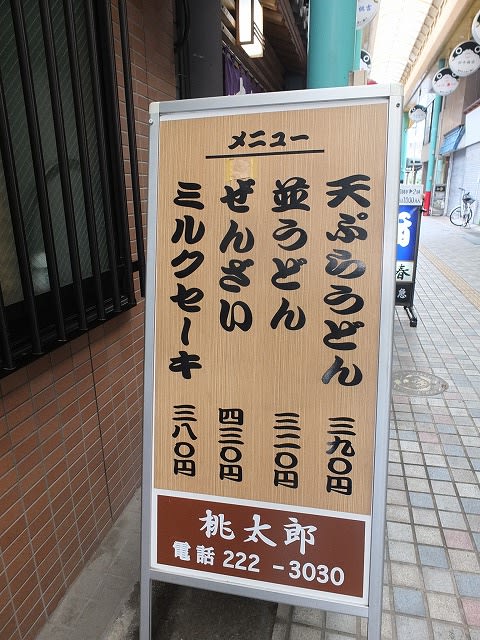 メニュー
天ぷらうどん 三九〇円
並うどん 三二〇円
ぜんざい 四三〇円
ミルクセーキ 三八〇円
桃太郎
電話 222-3030